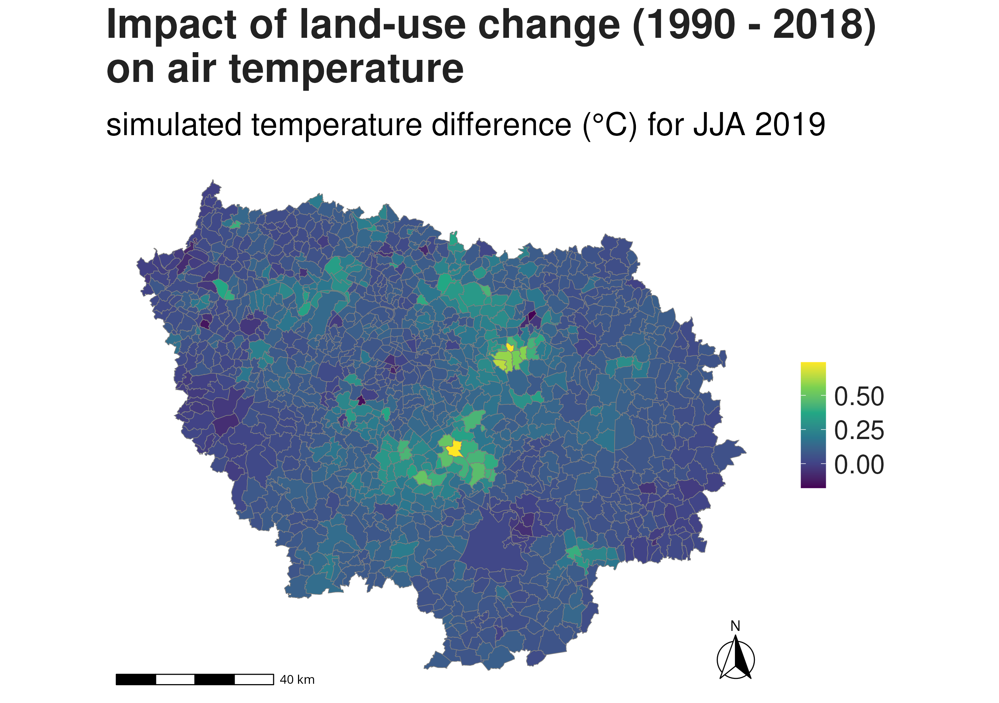 Impact of land-use change (1990 - 2018)
on air temperature
simulated temperature difference (°C) for JJA 2019
0.50
0.25
0.00
N
40 km